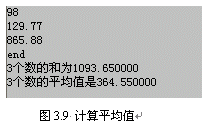 98
129.77
865.88
end
3个数的和为1093.650000
3个数的平均值是364.550000
图3.9 计算平均值